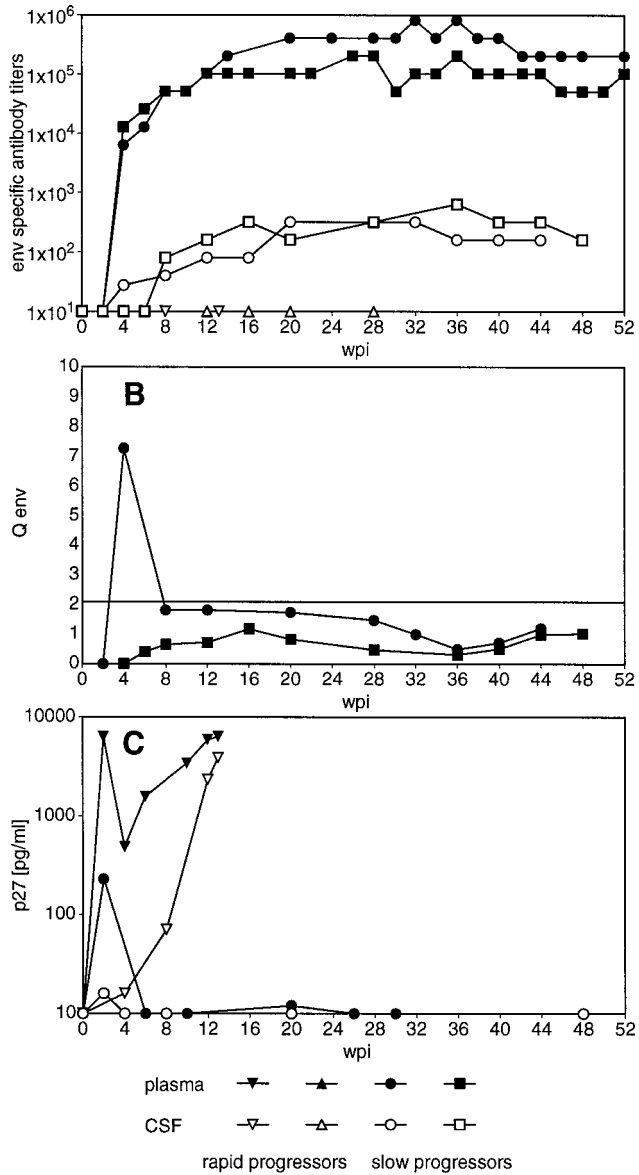 1x10⁶
1x10⁵
1x10⁴
1x10³
1x10²
1x10¹
env specific antibody titers
0 4 8 12 16 20 24 28 32 36 40 44 48 52
wpi
B
10
9
8
7
6
5
4
3
2
1
0
Q env
0 4 8 12 16 20 24 28 32 36 40 44 48 52
wpi
C
10000
1000
100
10
p27 [pg/ml]
0 4 8 12 16 20 24 28 32 36 40 44 48 52
wpi
plasma
CSF
rapid progressors slow progressors